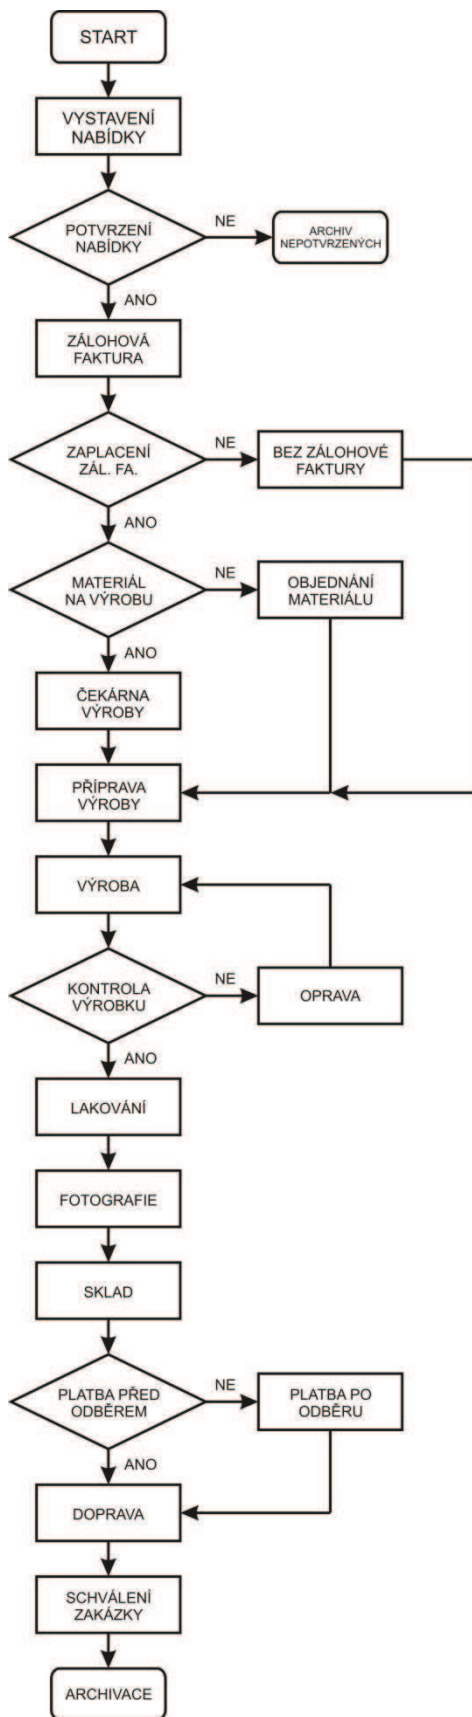 START
VYSTAVENÍ
NABÍDKY
POTVRZENÍ
NABÍDKY
NE
ARCHIV
NEPOTVRZENÝCH
ANO
ZÁLOHOVÁ
FAKTURA
ZAPLACENÍ
ZÁL. FA.
NE
BEZ ZÁLOHOVÉ
FAKTURY
ANO
MATERIÁL
NA VÝROBU
NE
OBJEDNÁNÍ
MATERIÁLU
ANO
ČEKÁRNA
VÝROBY
PŘÍPRAVA
VÝROBY
VÝROBA
KONTROLA
VÝROBKU
NE
OPRAVA
ANO
LAKOVÁNÍ
FOTOGRAFIE
SKLAD
PLATBA PŘED
ODBĚREM
NE
PLATBA PO
ODBĚRU
ANO
DOPRAVA
SCHVÁLENÍ
ZAKÁZKY
ARCHIVACE